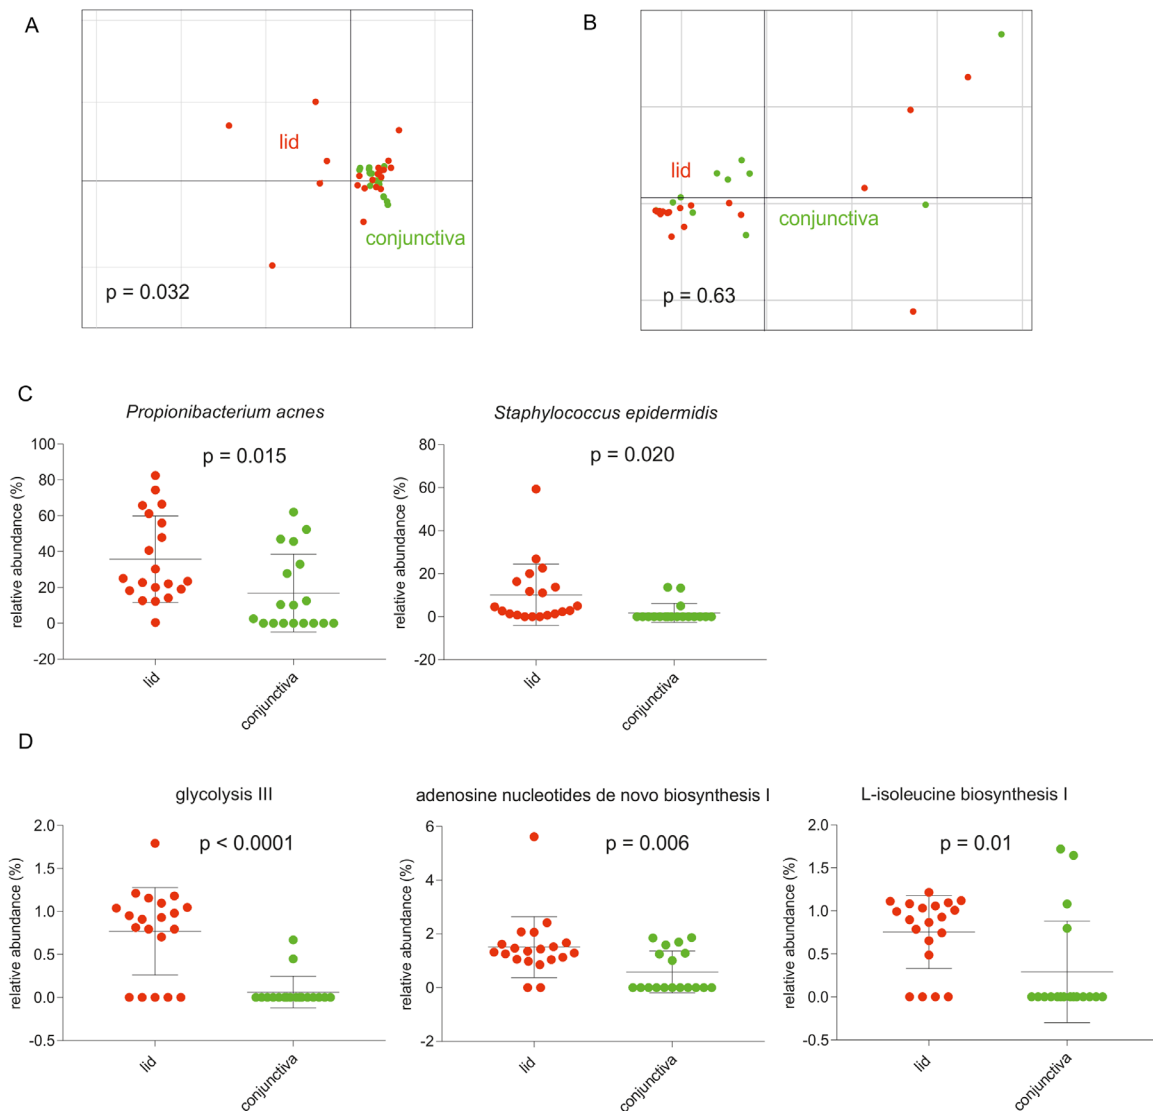 A
lid
conjunctiva
p = 0.032
B
lid
conjunctiva
p = 0.63
C
Propionibacterium acnes
p = 0.015
relative abundance (%)
100
80
60
40
20
0
-20
lid
conjunctiva
Staphylococcus epidermidis
p = 0.020
relative abundance (%)
80
60
40
20
0
-20
lid
conjunctiva
D
glycolysis III
p < 0.0001
relative abundance (%)
2.0
1.5
1.0
0.5
0.0
-0.5
lid
conjunctiva
adenosine nucleotides de novo biosynthesis I
p = 0.006
relative abundance (%)
6
4
2
0
-2
lid
conjunctiva
L-isoleucine biosynthesis I
p = 0.01
relative abundance (%)
2.0
1.5
1.0
0.5
0.0
-0.5
lid
conjunctiva